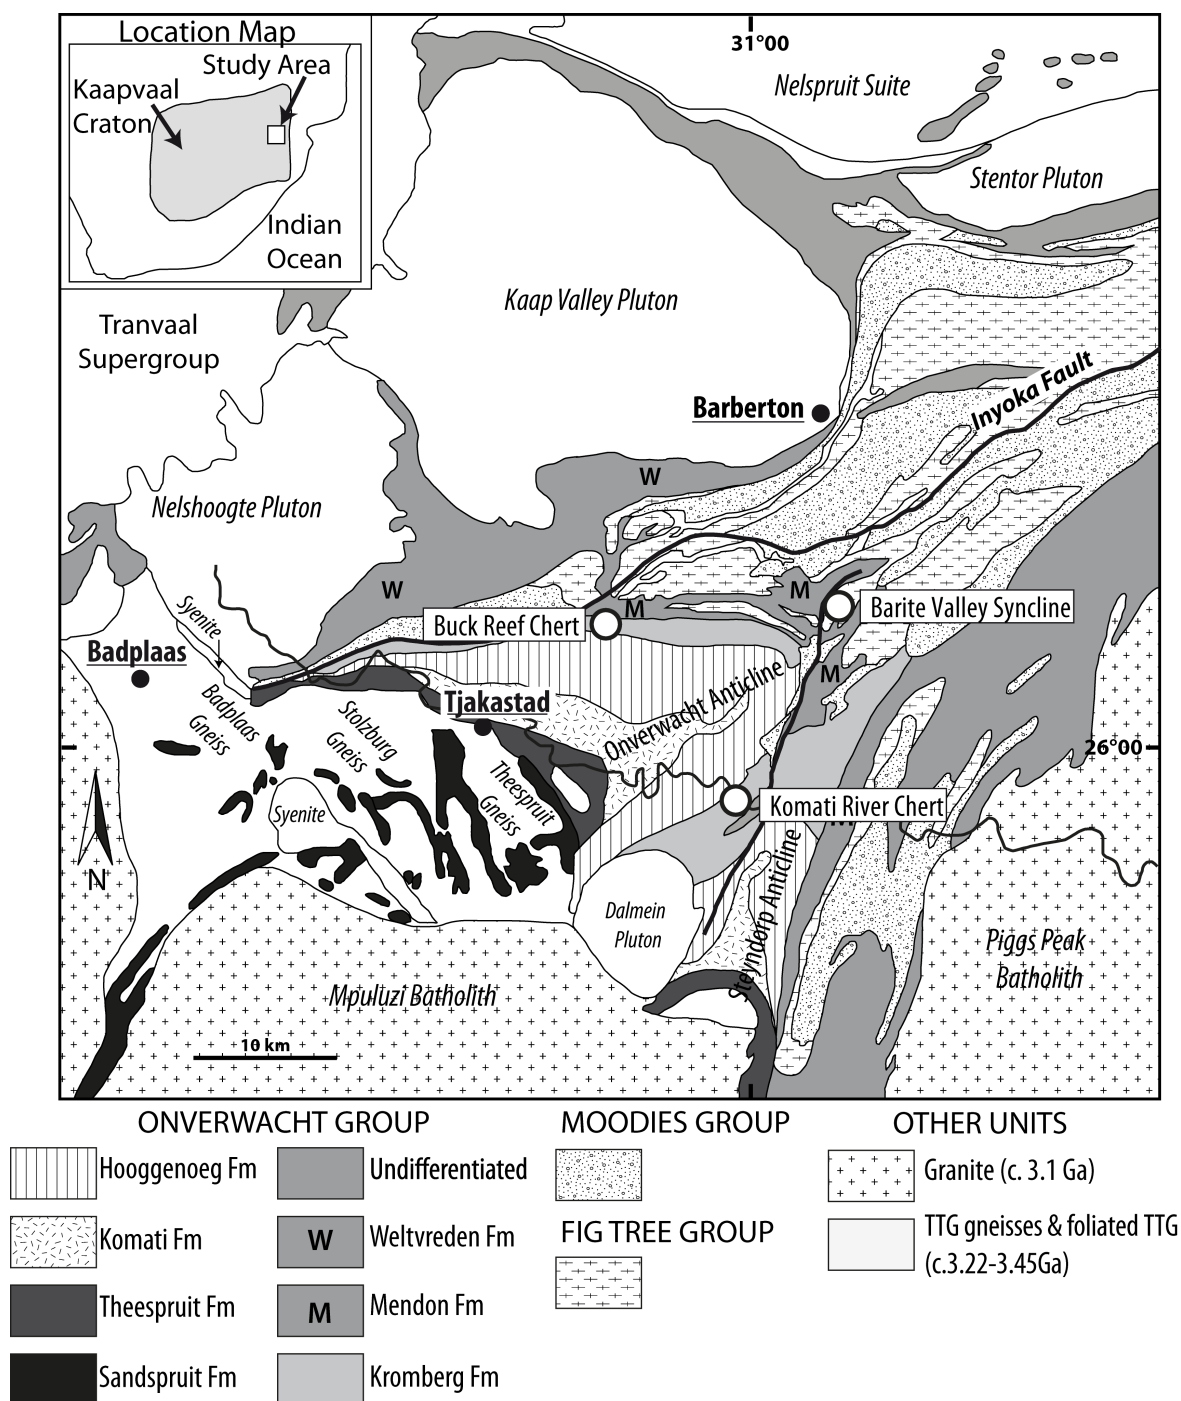 Location Map
Study Area
Kaapvaal
Craton
Indian
Ocean
31°00
Nelspruit Suite
Stentor Pluton
Kaap Valley Pluton
Tranvaal
Supergroup
Inyoka Fault
Barberton
W
Nelshoogte Pluton
W
M
M
Buck Reef Chert
Barite Valley Syncline
Syenite
Badplaas
M
Tjakastad
Onverwacht Anticline
Badplaas
Gneiss
Stolzburg
Gneiss
26°00
Theespruit
Gneiss
Syenite
Komati River Chert
M
N
Steyndorp Anticline
Dalmein
Pluton
Piggs Peak
Batholith
Mpuluzi Batholith
10 km
ONVERWACHT GROUP
MOODIES GROUP
OTHER UNITS
Hooggenoeg Fm
Undifferentiated
Granite (c. 3.1 Ga)
Komati Fm
W
Weltvreden Fm
FIG TREE GROUP
TTG gneisses & foliated TTG
(c.3.22-3.45Ga)
Theespruit Fm
M
Mendon Fm
Sandspruit Fm
Kromberg Fm